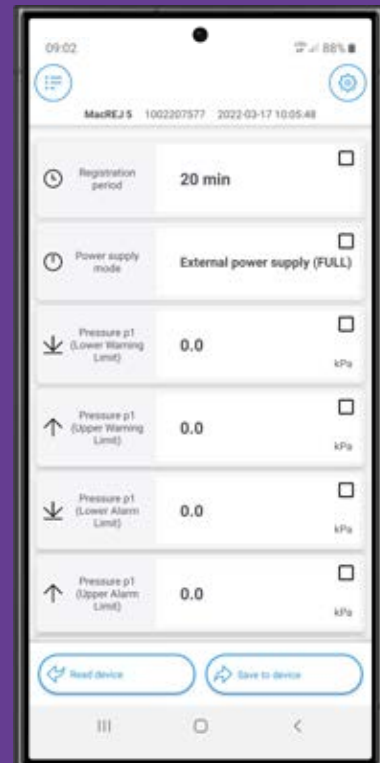 09:02 88%
MacREJ 5 1002207577 2022-03-17 10:05:48
Registration
period
20 min
Power supply
mode
External power supply (FULL)
Pressure p1
(Lower Warning
Limit)
0.0
kPa
Pressure p1
(Upper Warning
Limit)
0.0
kPa
Pressure p1
(Lower Alarm
Limit)
0.0
kPa
Pressure p1
(Upper Alarm
Limit)
0.0
kPa
Read device
Save to device